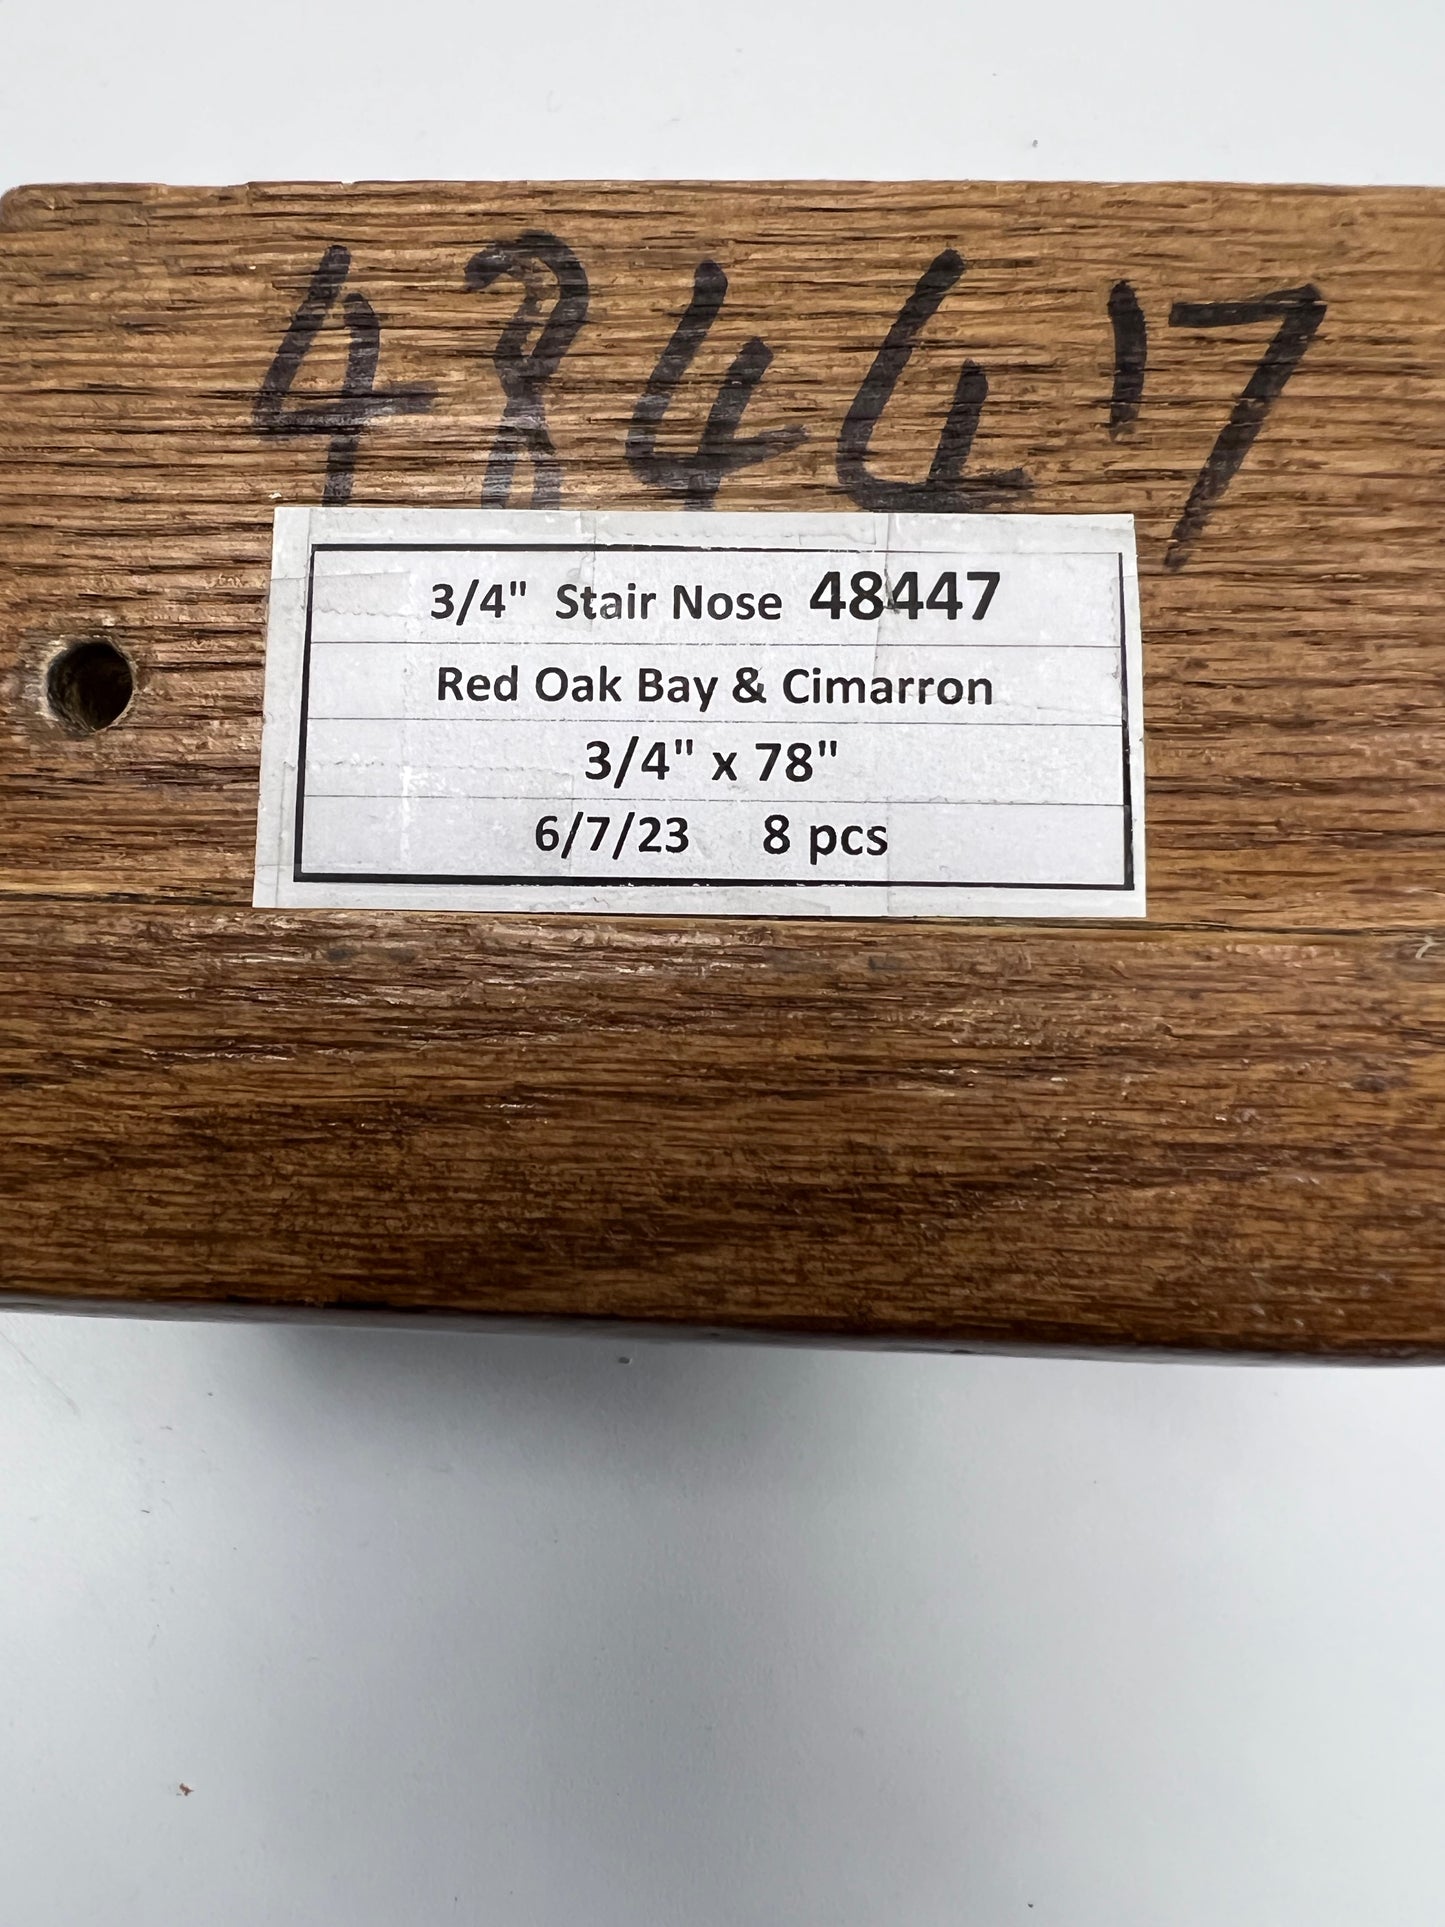 48447
3/4" Stair Nose 48447
Red Oak Bay & Cimarron
3/4" x 78"
6/7/23 8 pcs